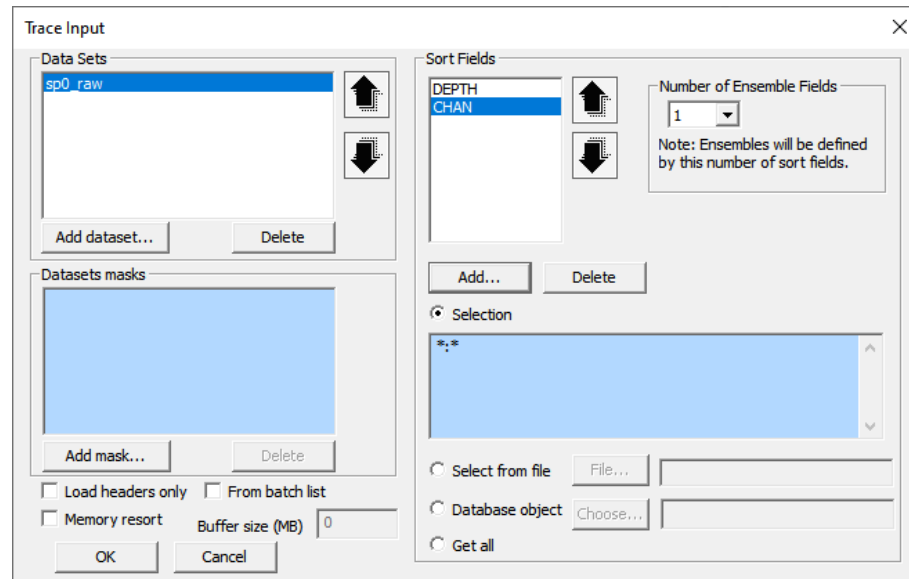 Trace Input
Data Sets
sp0_raw
Add dataset...
Delete
Datasets masks
Add mask...
Delete
Load headers only
From batch list
Memory resort
Buffer size (MB)
0
OK
Cancel
Sort Fields
DEPTH
CHAN
Number of Ensemble Fields
1
Note: Ensembles will be defined
by this number of sort fields.
Add...
Delete
Selection
*:*
Select from file
File...
Database object
Choose...
Get all